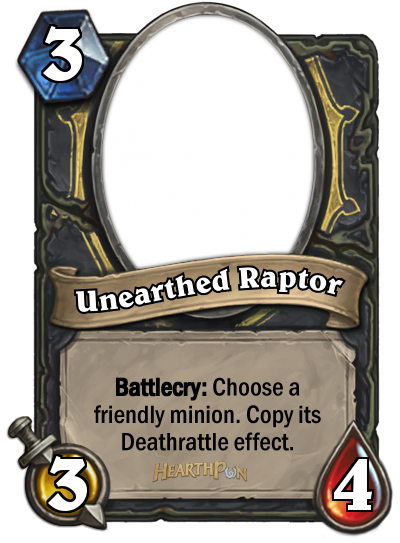 3
Unearthed Raptor
Battlecry: Choose a
friendly minion. Copy its
Deathrattle effect.
HEARTHPWN
3
4